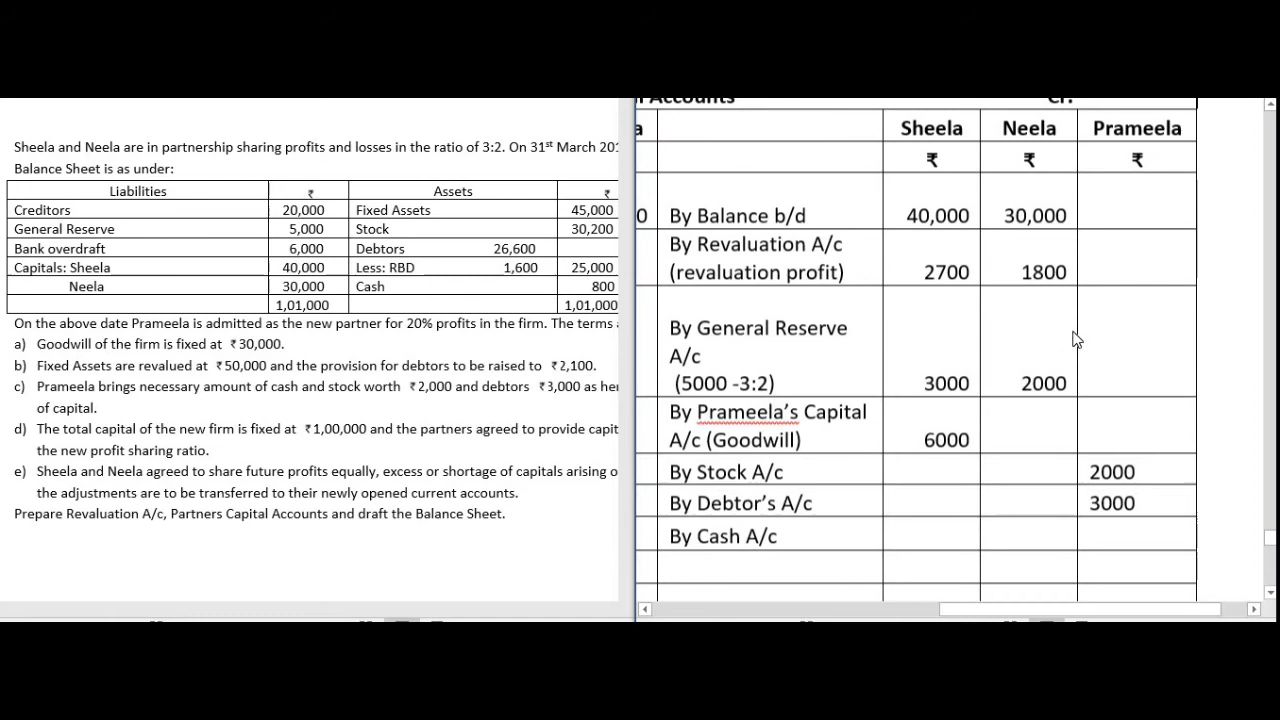 Sheela and Neela are in partnership sharing profits and losses in the ratio of 3:2. On 31st March
Balance Sheet is as under:
Liabilities ₹ Assets ₹
Creditors 20,000 Fixed Assets 45,000
General Reserve 5,000 Stock 30,200
Bank overdraft 6,000 Debtors 26,600
Capitals: Sheela 40,000 Less: RBD 1,600 25,000
Neela 30,000 Cash 800
1,01,000 1,01,000
On the above date Prameela is admitted as the new partner for 20% profits in the firm. The terms
a) Goodwill of the firm is fixed at ₹30,000.
b) Fixed Assets are revalued at ₹50,000 and the provision for debtors to be raised to ₹2,100.
c) Prameela brings necessary amount of cash and stock worth ₹2,000 and debtors ₹3,000 as
of capital.
d) The total capital of the new firm is fixed at ₹1,00,000 and the partners agreed to provide
the new profit sharing ratio.
e) Sheela and Neela agreed to share future profits equally, excess or shortage of capitals arising
the adjustments are to be transferred to their newly opened current accounts.
Prepare Revaluation A/c, Partners Capital Accounts and draft the Balance Sheet.
Accounts Cr.
a Sheela Neela Prameela
₹ ₹ ₹
0 By Balance b/d 40,000 30,000
By Revaluation A/c
(revaluation profit) 2700 1800
By General Reserve
A/c
(5000 -3:2) 3000 2000
By Prameela’s Capital
A/c (Goodwill) 6000
By Stock A/c 2000
By Debtor’s A/c 3000
By Cash A/c